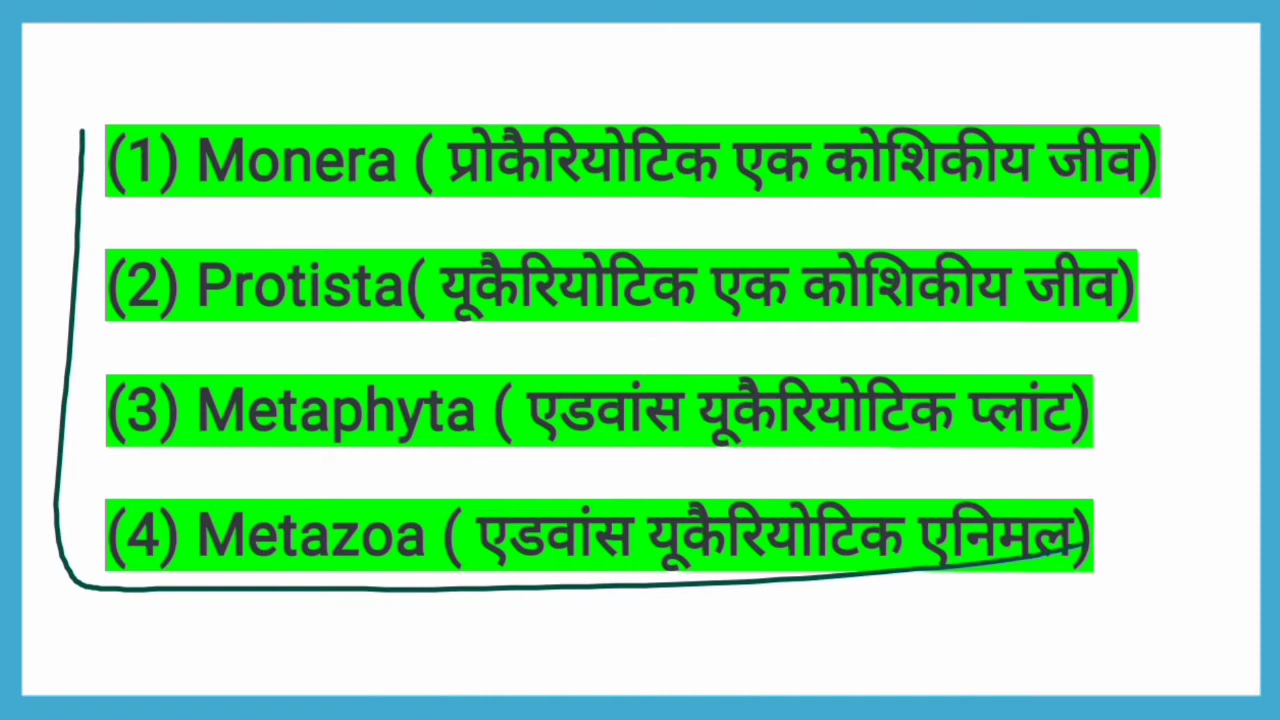 (1) Monera ( प्रोकैरियोटिक एक कोशिकीय जीव)
(2) Protista( यूकैरियोटिक एक कोशिकीय जीव)
(3) Metaphyta ( एडवांस यूकैरियोटिक प्लांट)
(4) Metazoa ( एडवांस यूकैरियोटिक एनिमल)